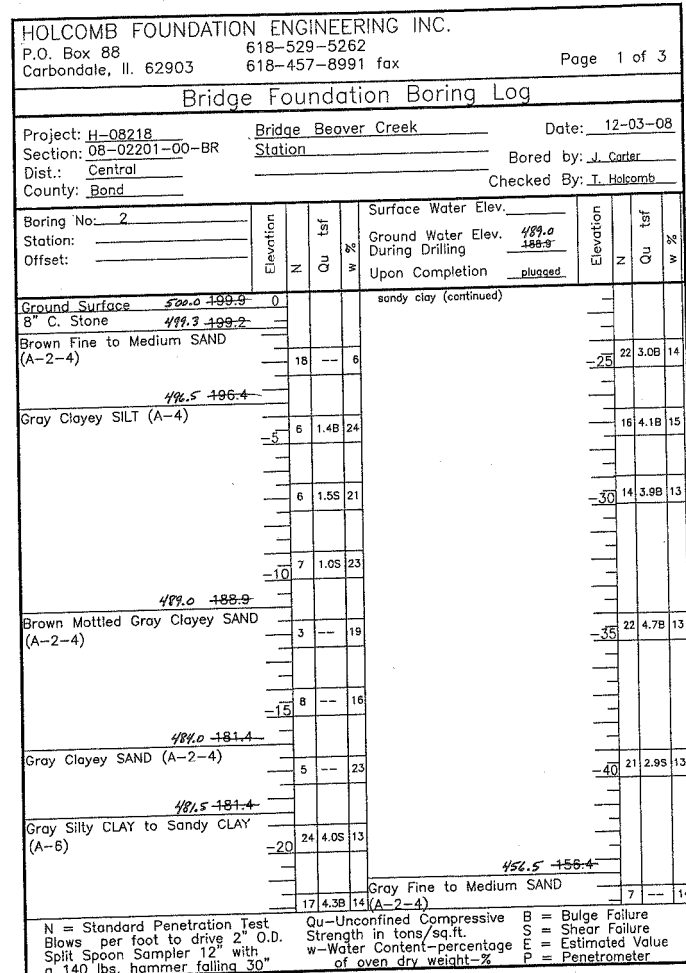 HOLCOMB FOUNDATION ENGINEERING INC.
P.O. Box 88 618-529-5262
Carbondale, Il. 62903 618-457-8991 fax Page 1 of 3
Bridge Foundation Boring Log
Project: H-08218 Bridge Beaver Creek Date: 12-03-08
Section: 08-02201-00-BR Station
Dist.: Central Bored by: J. Carter
County: Bond Checked By: T. Holcomb
Boring No: 2
Station:
Offset:
Elevation
N
Qu tsf
w %
Surface Water Elev.
Ground Water Elev. 489.0
During Drilling 188.9
Upon Completion plugged
Elevation
N
Qu tsf
w %
Ground Surface 500.0 199.9 0
8" C. Stone 499.3 199.2
Brown Fine to Medium SAND
(A-2-4)
18 -- 6
496.5 196.4
Gray Clayey SILT (A-4)
-5 6 1.4B 24
6 1.5S 21
-10 7 1.0S 23
489.0 188.9
Brown Mottled Gray Clayey SAND
(A-2-4)
3 -- 19
-15 8 -- 16
484.0 181.4
Gray Clayey SAND (A-2-4)
5 -- 23
481.5 181.4
Gray Silty CLAY to Sandy CLAY
(A-6)
-20 24 4.0S 13
17 4.3B 14
sandy clay (continued)
-25 22 3.0B 14
16 4.1B 15
-30 14 3.9B 13
-35 22 4.7B 13
-40 21 2.9S 13
456.5 156.4
Gray Fine to Medium SAND
(A-2-4)
7 -- 14
N = Standard Penetration Test
Blows per foot to drive 2" O.D.
Split Spoon Sampler 12" with
a 140 lbs. hammer falling 30"
Qu-Unconfined Compressive
Strength in tons/sq.ft.
w-Water Content-percentage
of oven dry weight-%
B = Bulge Failure
S = Shear Failure
E = Estimated Value
P = Penetrometer